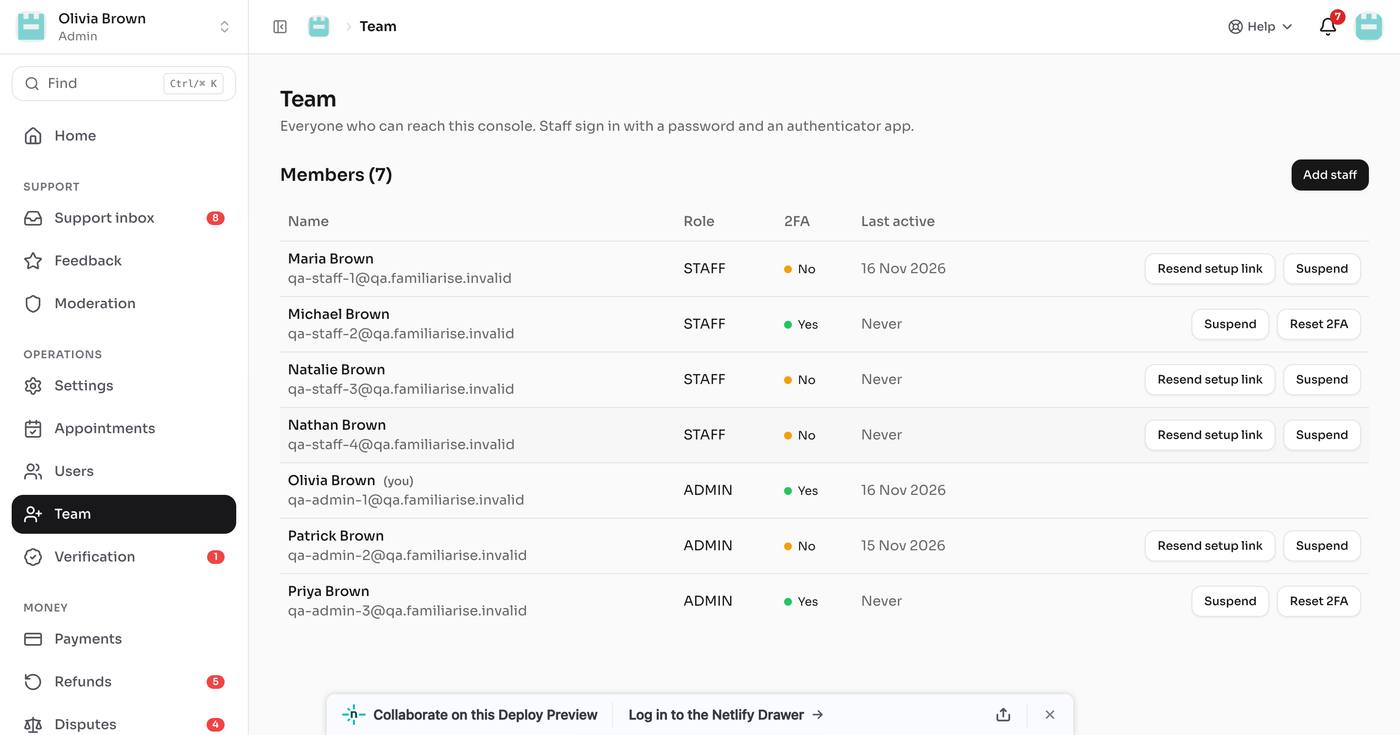 Olivia Brown
Admin
Find
Ctrl/⌘ K
Home
SUPPORT
Support inbox 8
Feedback
Moderation
OPERATIONS
Settings
Appointments
Users
Team
Verification 1
MONEY
Payments
Refunds 5
Disputes 4
Team
Help
7
Team
Everyone who can reach this console. Staff sign in with a password and an authenticator app.
Members (7)
Add staff
Name Role 2FA Last active
Maria Brown
qa-staff-1@qa.familiarise.invalid
STAFF No 16 Nov 2026 Resend setup link Suspend
Michael Brown
qa-staff-2@qa.familiarise.invalid
STAFF Yes Never Suspend Reset 2FA
Natalie Brown
qa-staff-3@qa.familiarise.invalid
STAFF No Never Resend setup link Suspend
Nathan Brown
qa-staff-4@qa.familiarise.invalid
STAFF No Never Resend setup link Suspend
Olivia Brown (you)
qa-admin-1@qa.familiarise.invalid
ADMIN Yes 16 Nov 2026
Patrick Brown
qa-admin-2@qa.familiarise.invalid
ADMIN No 15 Nov 2026 Resend setup link Suspend
Priya Brown
qa-admin-3@qa.familiarise.invalid
ADMIN Yes Never Suspend Reset 2FA
n Collaborate on this Deploy Preview
Log in to the Netlify Drawer →